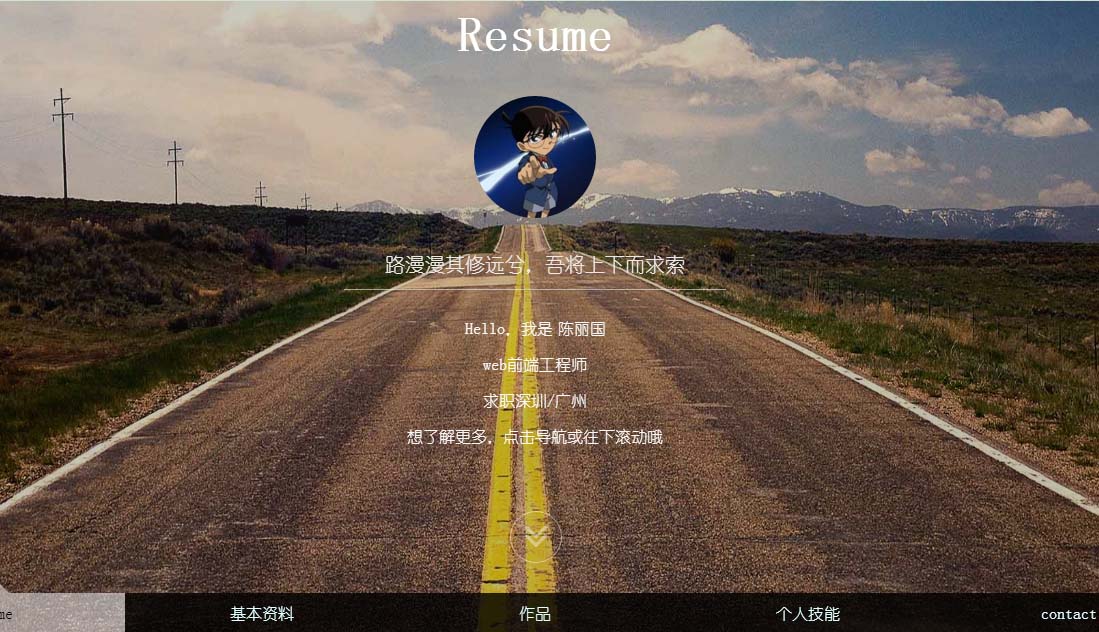 Resume
路漫漫其修远兮，吾将上下而求索
Hello，我是 陈丽国
web前端工程师
求职深圳/广州
想了解更多，点击导航或往下滚动哦
me 基本资料 作品 个人技能 contact